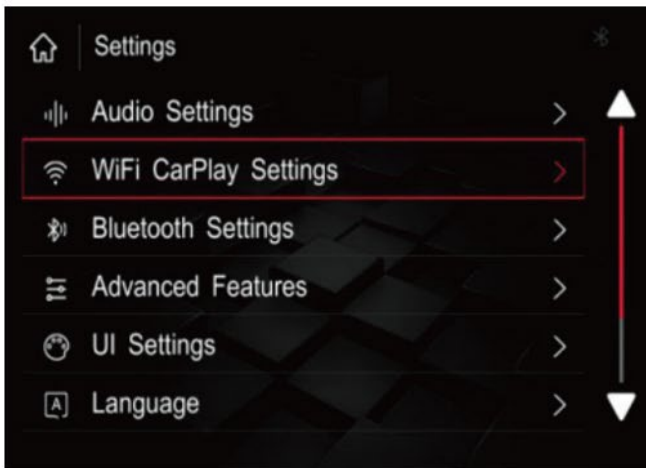 Settings
Audio Settings
WiFi CarPlay Settings
Bluetooth Settings
Advanced Features
UI Settings
A Language